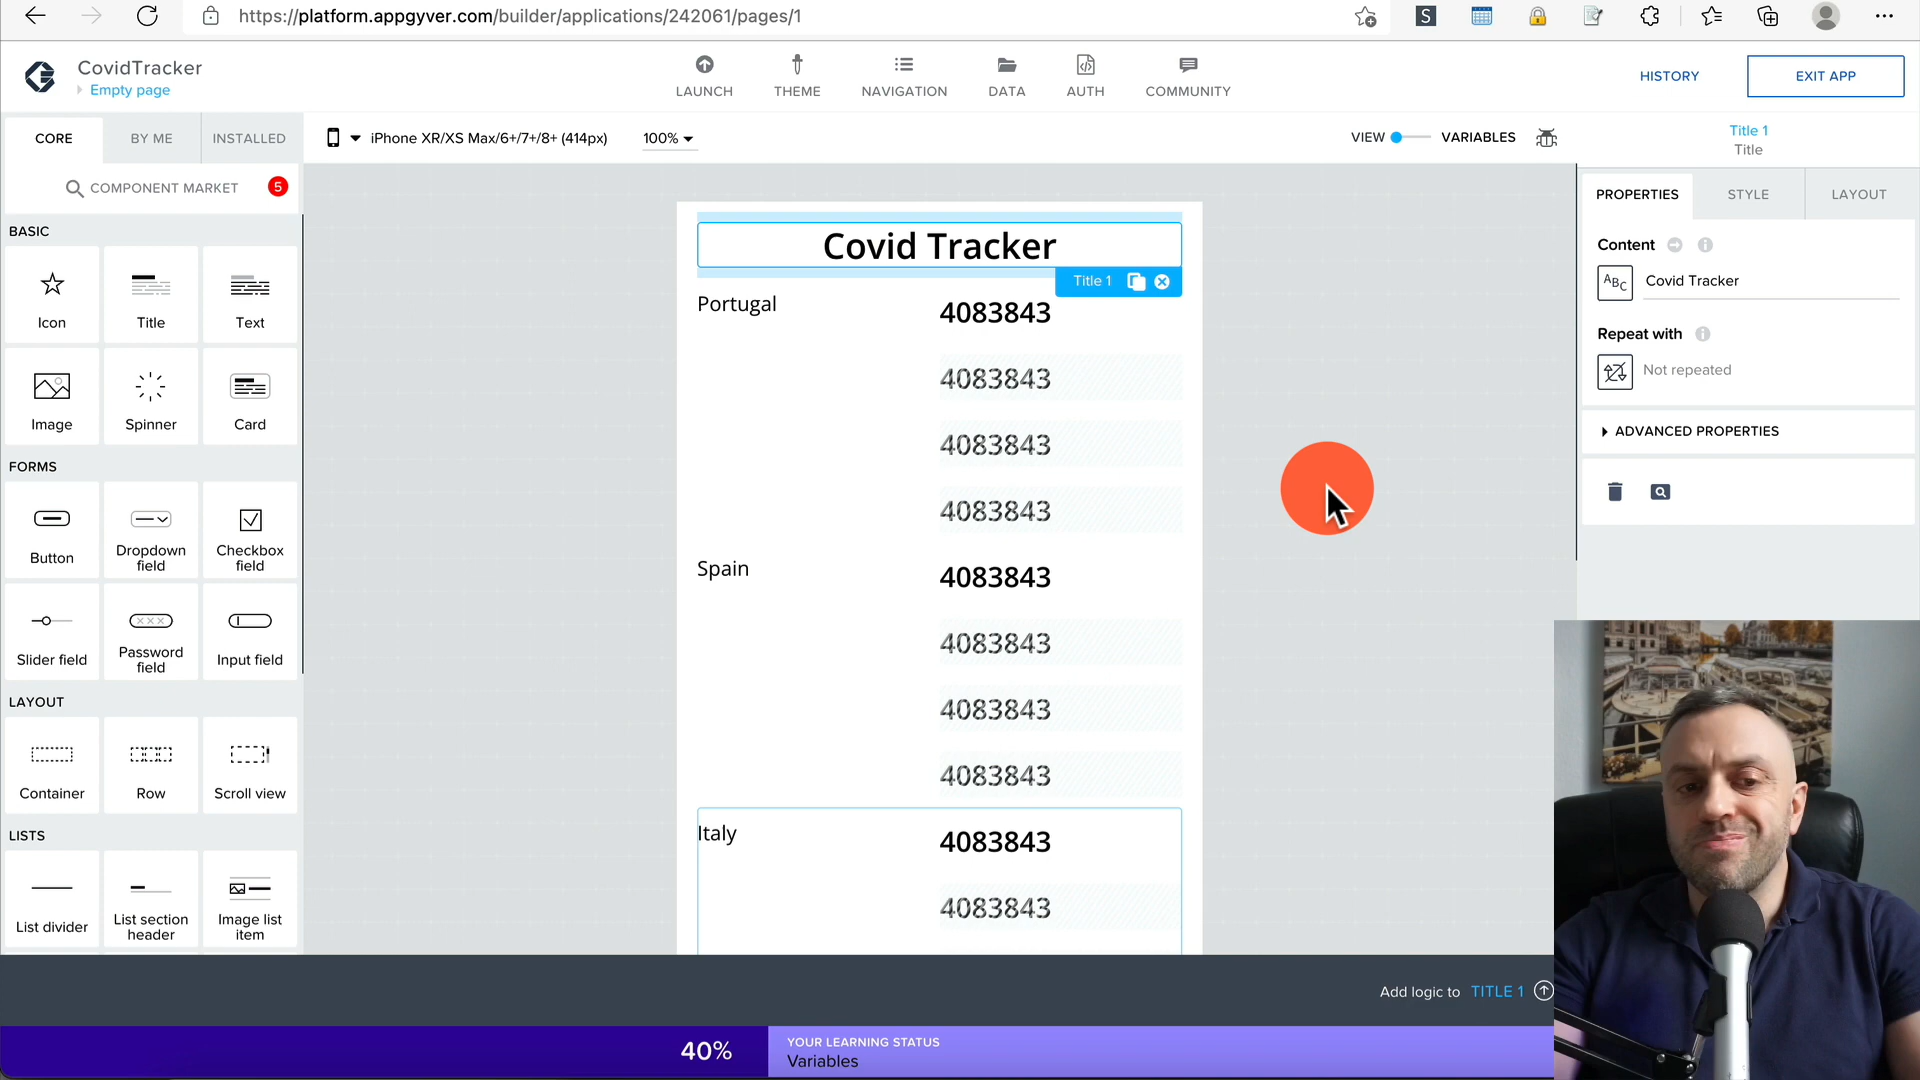 https://platform.appgyver.com/builder/applications/242061/pages/1
S
CovidTracker
Empty page
LAUNCH
THEME
NAVIGATION
DATA
AUTH
COMMUNITY
HISTORY
EXIT APP
CORE
BY ME
INSTALLED
iPhone XR/XS Max/6+/7+/8+ (414px)
100%
VIEW
VARIABLES
Title 1
Title
COMPONENT MARKET
5
BASIC
Icon
Title
Text
Image
Spinner
Card
FORMS
Button
Dropdown field
Checkbox field
Slider field
Password field
Input field
LAYOUT
Container
Row
Scroll view
LISTS
List divider
List section header
Image list item
Covid Tracker
Title 1
Portugal
4083843
4083843
4083843
4083843
Spain
4083843
4083843
4083843
4083843
Italy
4083843
4083843
PROPERTIES
STYLE
LAYOUT
Content
ABC
Covid Tracker
Repeat with
Not repeated
ADVANCED PROPERTIES
Add logic to TITLE 1
40%
YOUR LEARNING STATUS
Variables